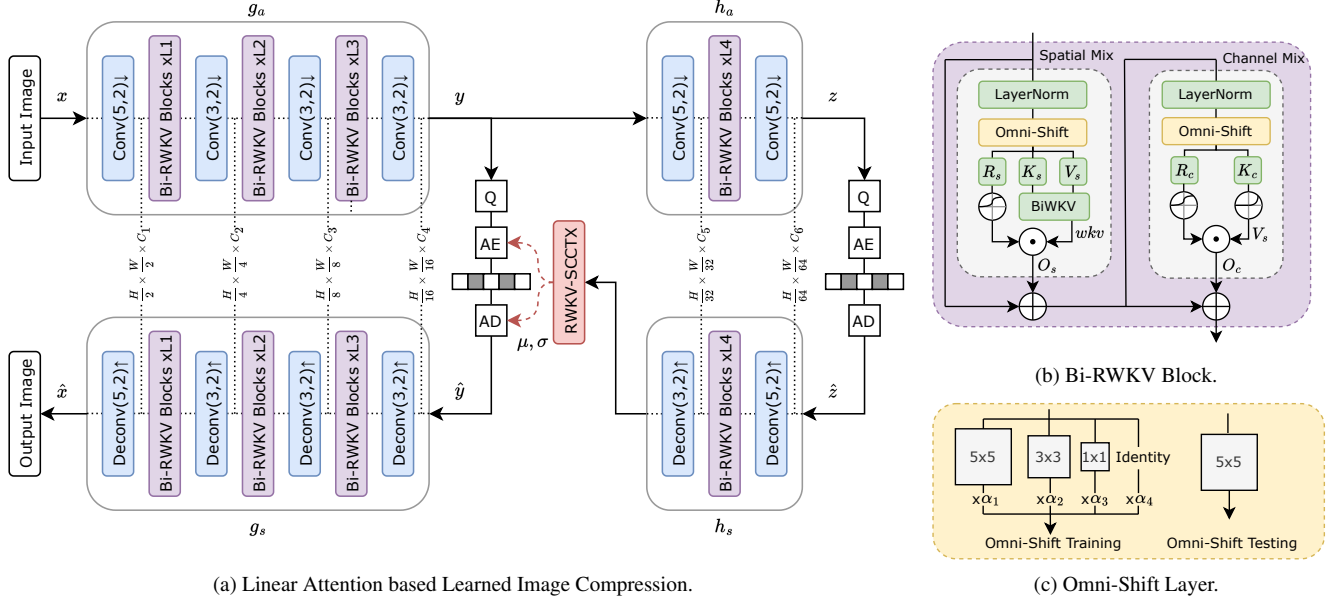 g_a
Input Image
x
Conv(5,2)↓
Bi-RWKV Blocks xL1
Conv(3,2)↓
Bi-RWKV Blocks xL2
Conv(3,2)↓
Bi-RWKV Blocks xL3
Conv(3,2)↓
y
h_a
Conv(5,2)↓
Bi-RWKV Blocks xL4
Conv(5,2)↓
z
H/2 × W/2 × C_1
H/4 × W/4 × C_2
H/8 × W/8 × C_3
H/16 × W/16 × C_4
Q
AE
AD
μ, σ
RWKV-SCCTX
H/32 × W/32 × C_5
H/64 × W/64 × C_6
Q
AE
AD
Output Image
x̂
Deconv(5,2)↑
Bi-RWKV Blocks xL1
Deconv(3,2)↑
Bi-RWKV Blocks xL2
Deconv(3,2)↑
Bi-RWKV Blocks xL3
Deconv(3,2)↑
ŷ
g_s
Deconv(3,2)↑
Bi-RWKV Blocks xL4
Deconv(5,2)↑
ẑ
h_s
(a) Linear Attention based Learned Image Compression.
Spatial Mix
LayerNorm
Omni-Shift
R_s K_s V_s
BiWKV
wkv
O_s
Channel Mix
LayerNorm
Omni-Shift
R_c K_c
V_s
O_c
(b) Bi-RWKV Block.
5x5 3x3 1x1 Identity
xα_1 xα_2 xα_3 xα_4
Omni-Shift Training
5x5
Omni-Shift Testing
(c) Omni-Shift Layer.